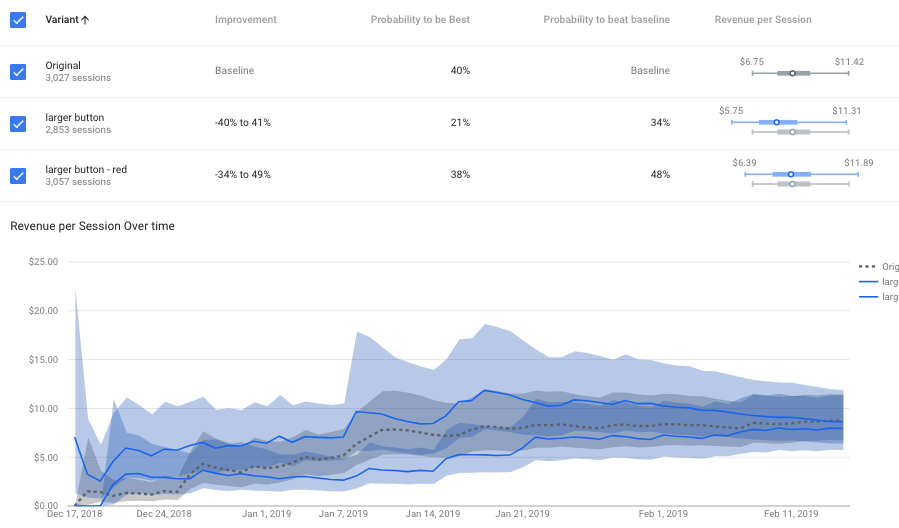 Variant Improvement Probability to be Best Probability to beat baseline Revenue per Session
Original
3,027 sessions
Baseline 40% Baseline
$6.75 $11.42
larger button
2,853 sessions
-40% to 41% 21% 34%
$5.75 $11.31
larger button - red
3,057 sessions
-34% to 49% 38% 48%
$6.39 $11.89
Revenue per Session Over time
$25.00
$20.00
$15.00
$10.00
$5.00
$0.00
Orig
larg
larg
Dec 17, 2018 Dec 24, 2018 Jan 1, 2019 Jan 7, 2019 Jan 14, 2019 Jan 21, 2019 Feb 1, 2019 Feb 11, 2019